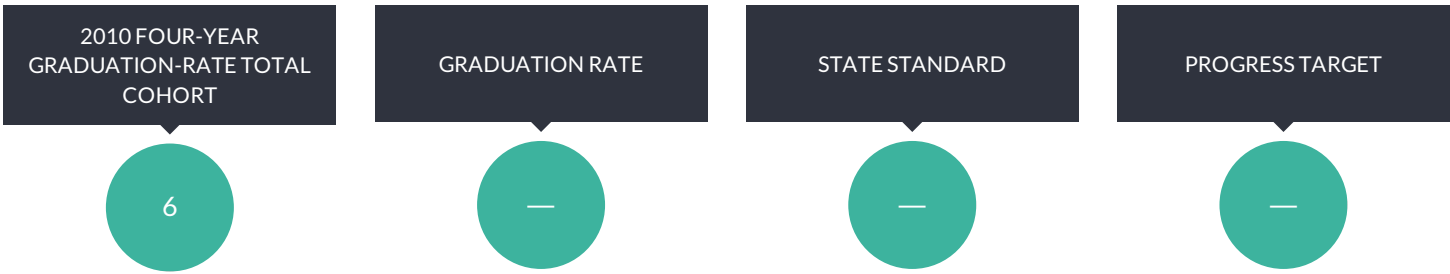 2010 FOUR-YEAR
GRADUATION-RATE TOTAL
COHORT
GRADUATION RATE
STATE STANDARD
PROGRESS TARGET
6
—
—
—